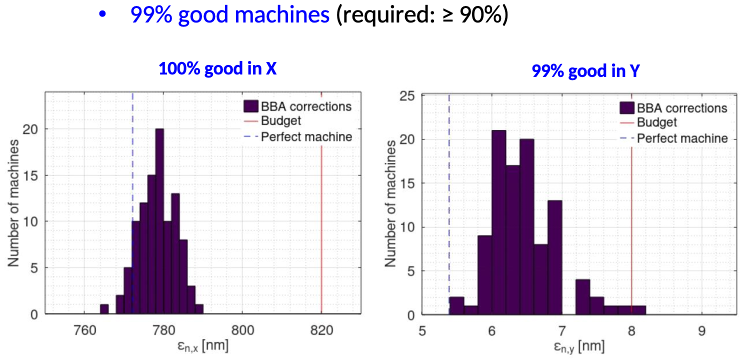 • 99% good machines (required: ≥ 90%)
100% good in X
Number of machines
20
15
10
5
0
760
780
800
820
εn,x [nm]
BBA corrections
Budget
Perfect machine
99% good in Y
Number of machines
25
20
15
10
5
0
5
6
7
8
9
εn,y [nm]
BBA corrections
Budget
Perfect machine